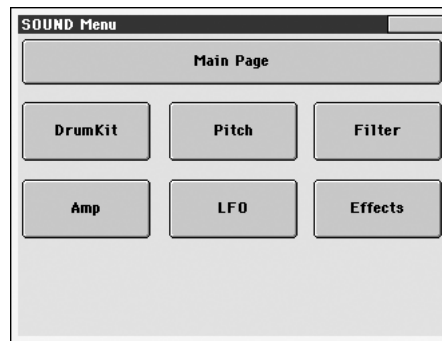 SOUND Menu
Main Page
DrumKit Pitch Filter
Amp LFO Effects